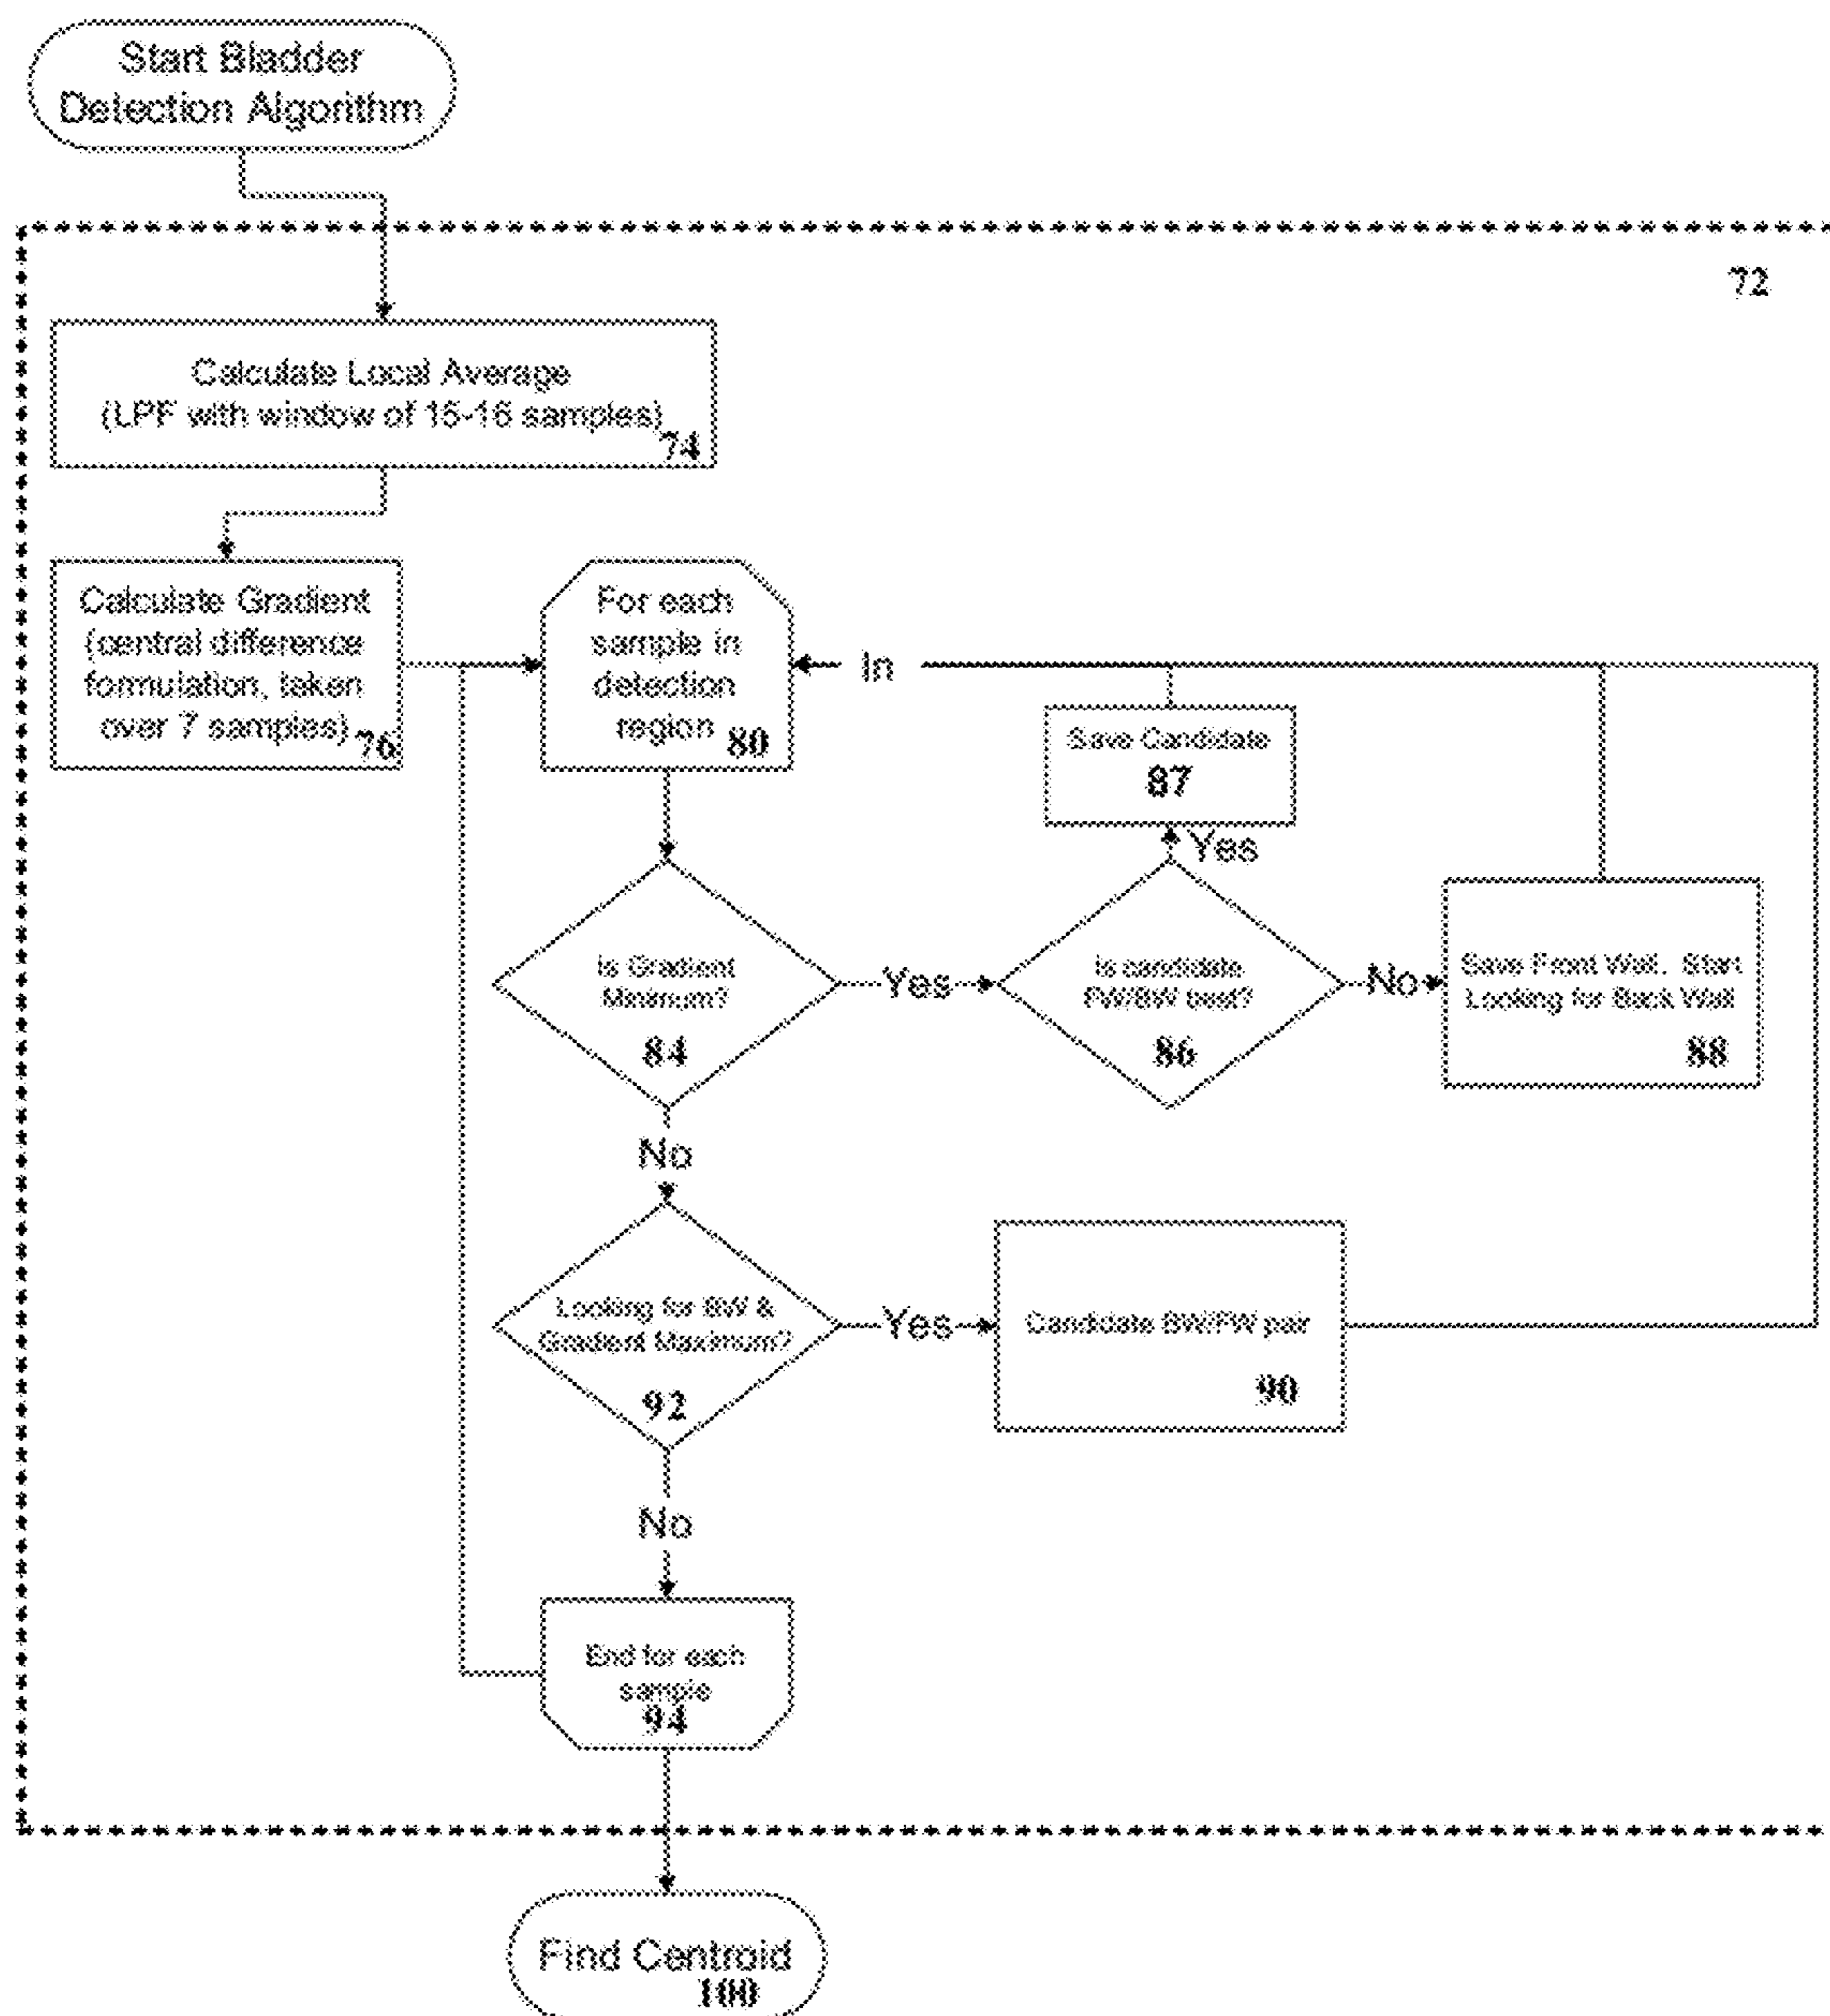 Start Bladder
Detection Algorithm
72
Calculate Local Average
(LPF with window of 15-16 samples)
74
Calculate Gradient
(central difference
formulation, taken
over 7 samples)
76
For each
sample in
detection
region
80
In
Save Candidate
87
Yes
Is Gradient
Minimum?
84
Yes
Is candidate
FW/BW best?
86
No
Save Front Wall. Start
Looking for Back Wall
88
No
Looking for BW &
Gradient Maximum?
92
Yes
Candidate BW/FW pair
90
No
End for each
sample
94
Find Centroid
100